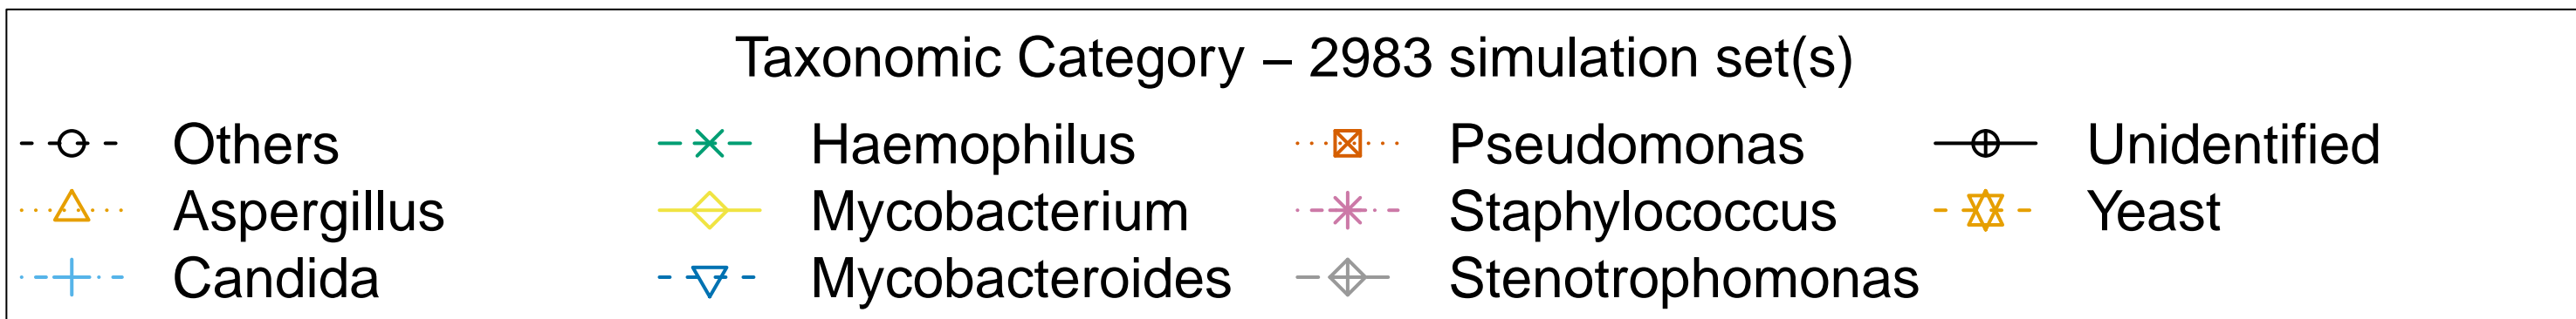 Taxonomic Category – 2983 simulation set(s)
Others Haemophilus Pseudomonas Unidentified
Aspergillus Mycobacterium Staphylococcus Yeast
Candida Mycobacteroides Stenotrophomonas